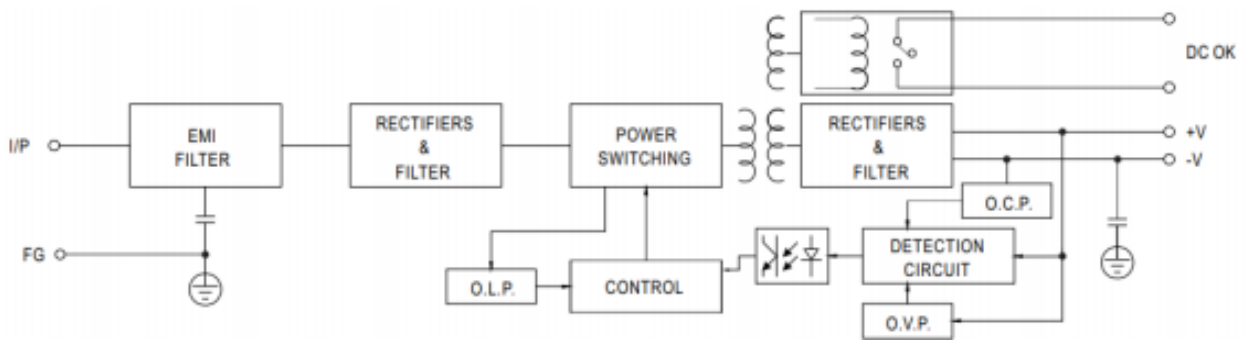 DC OK
I/P
EMI
FILTER
RECTIFIERS
&
FILTER
POWER
SWITCHING
RECTIFIERS
&
FILTER
+V
-V
O.C.P.
FG
O.L.P.
CONTROL
DETECTION
CIRCUIT
O.V.P.